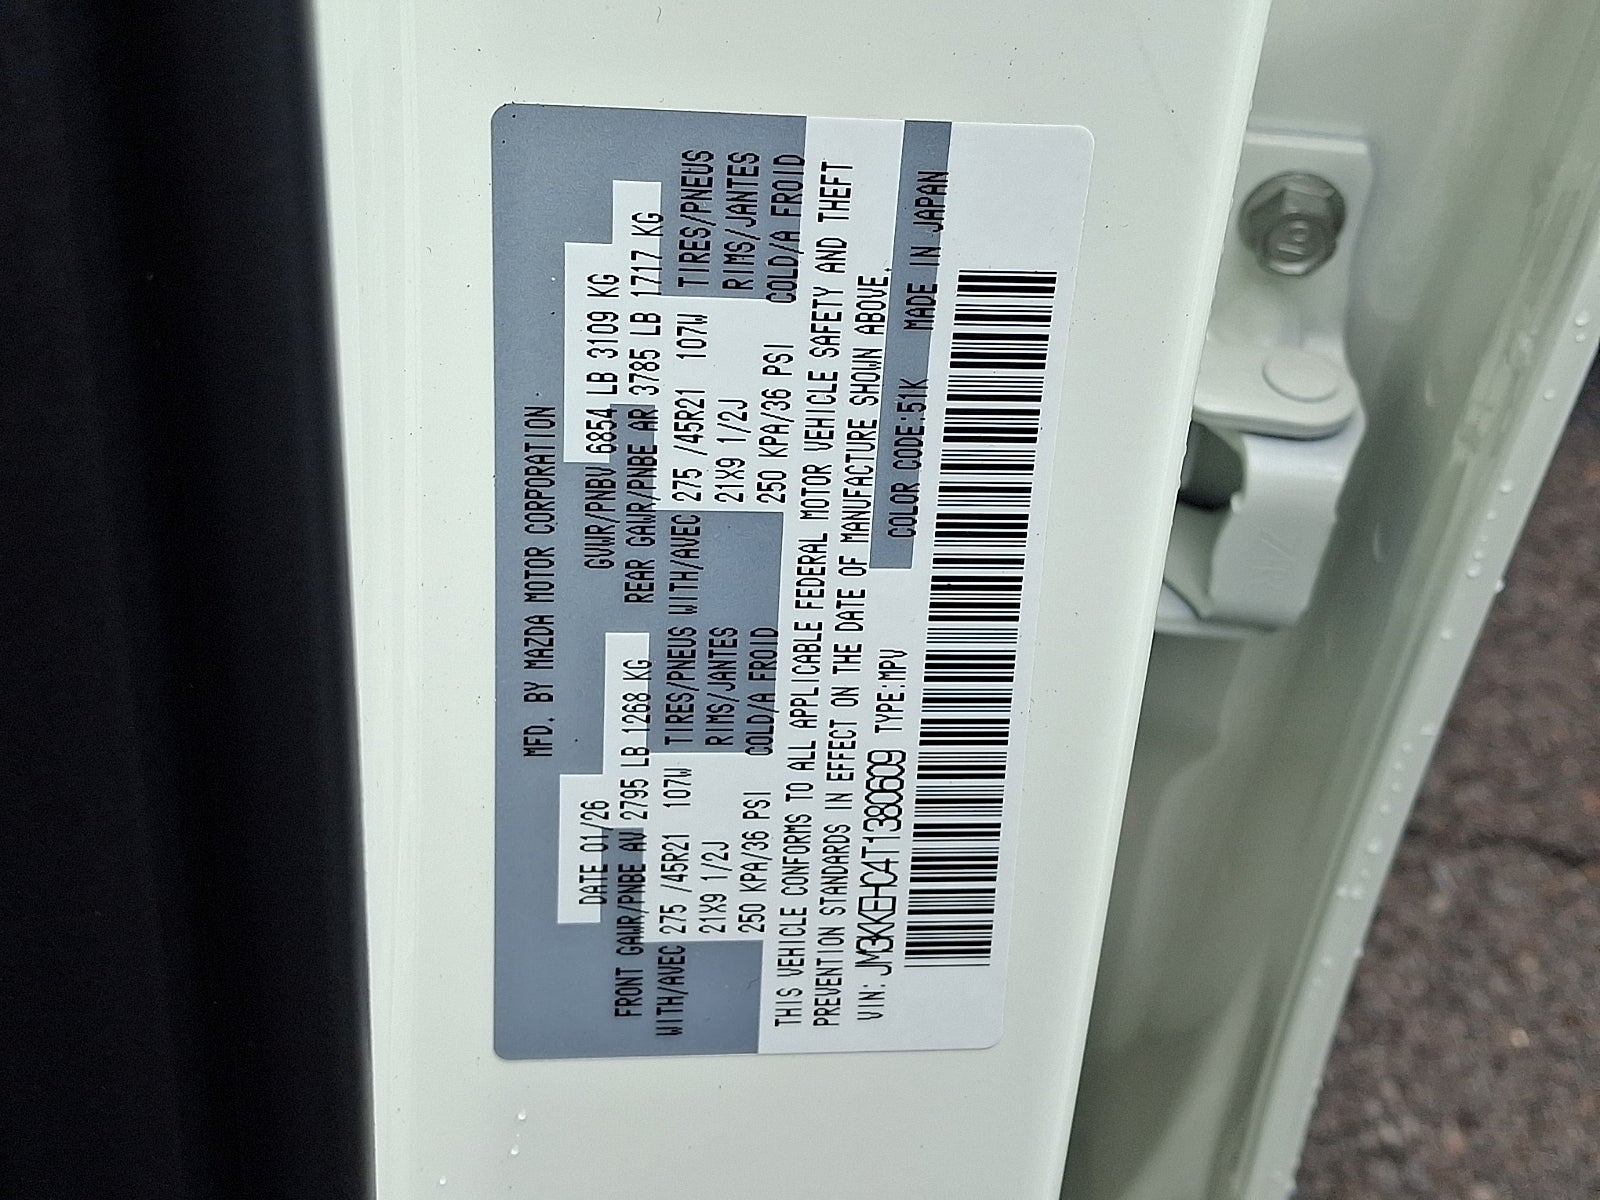 MFD. BY MAZDA MOTOR CORPORATION
DATE 01/26 GVWR/PNBV 6854 LB 3109 KG
FRONT GAWR/PNBE AV 2795 LB 1268 KG REAR GAWR/PNBE AR 3785 LB 1717 KG
WITH/AVEC 275 /45R21 107W TIRES/PNEUS WITH/AVEC 275 /45R21 107W TIRES/PNEUS
21X9 1/2J RIMS/JANTES 21X9 1/2J RIMS/JANTES
250 KPA/36 PSI COLD/A FROID 250 KPA/36 PSI COLD/A FROID
THIS VEHICLE CONFORMS TO ALL APPLICABLE FEDERAL MOTOR VEHICLE SAFETY AND THEFT
PREVENTION STANDARDS IN EFFECT ON THE DATE OF MANUFACTURE SHOWN ABOVE.
VIN: JM3KKEHC4T1380609 TYPE:MPV COLOR CODE:51K MADE IN JAPAN